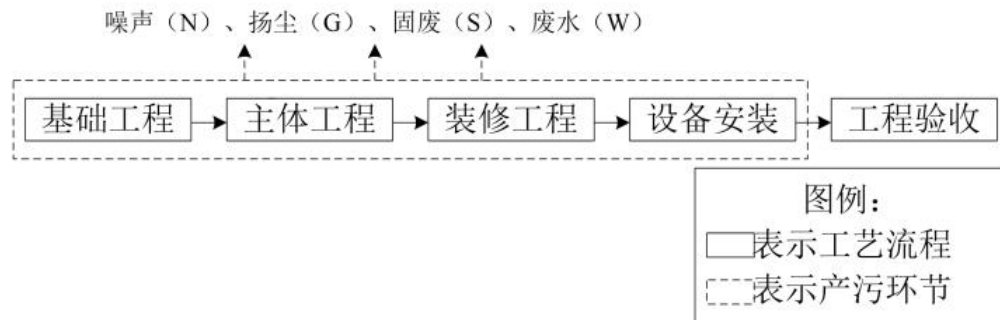 噪声（N）、扬尘（G）、固废（S）、废水（W）
基础工程 主体工程 装修工程 设备安装 工程验收
图例：
表示工艺流程
表示产污环节